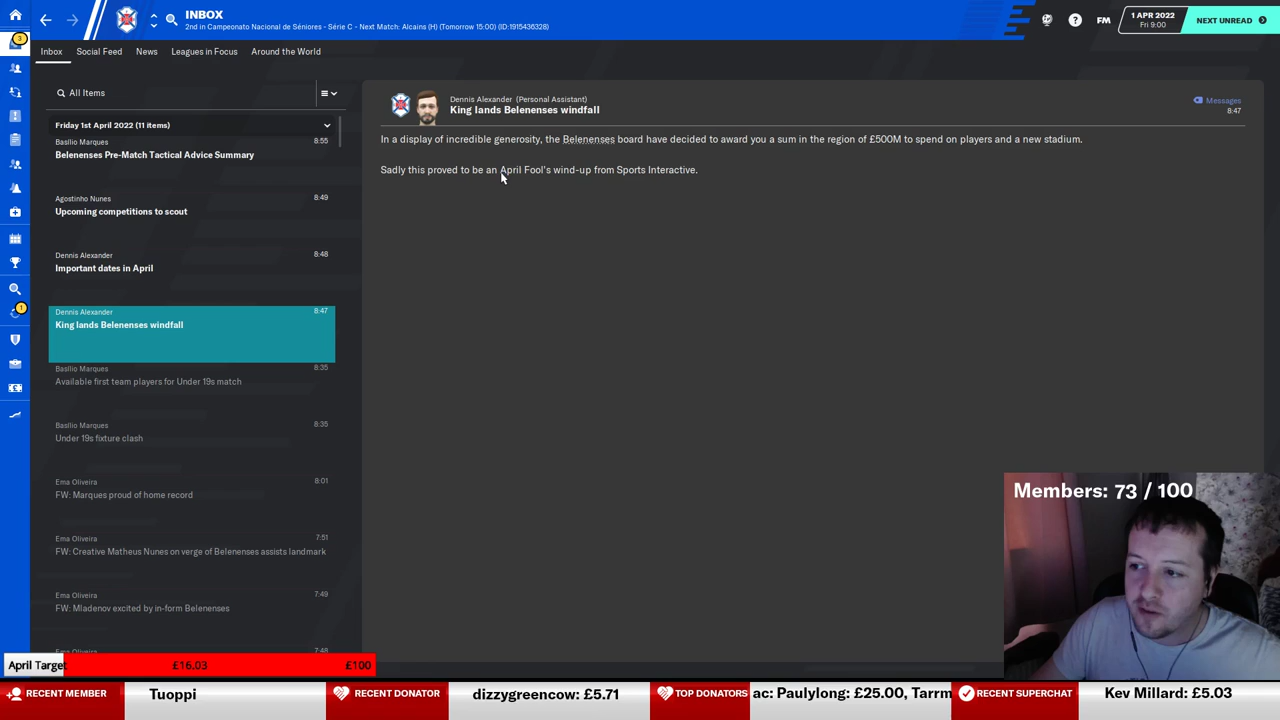 INBOX
2nd in Campeonato Nacional de Séniores - Série C - Next Match: Alcains (H) (Tomorrow 15:00) (ID:1915436328)
FM
1 APR 2022
Fri 9:00
NEXT UNREAD
3
Inbox
Social Feed
News
Leagues in Focus
Around the World
All Items
Friday 1st April 2022 (11 items)
Basílio Marques 8:55
Belenenses Pre-Match Tactical Advice Summary
Agostinho Nunes 8:49
Upcoming competitions to scout
Dennis Alexander 8:48
Important dates in April
Dennis Alexander 8:47
King lands Belenenses windfall
Basílio Marques 8:35
Available first team players for Under 19s match
Basílio Marques 8:35
Under 19s fixture clash
Ema Oliveira 8:01
FW: Marques proud of home record
Ema Oliveira 7:51
FW: Creative Matheus Nunes on verge of Belenenses assists landmark
Ema Oliveira 7:49
FW: Mladenov excited by in-form Belenenses
Ema Oliveira 7:48
1
Dennis Alexander (Personal Assistant)
King lands Belenenses windfall
Messages
8:47
In a display of incredible generosity, the Belenenses board have decided to award you a sum in the region of £500M to spend on players and a new stadium.
Sadly this proved to be an April Fool's wind-up from Sports Interactive.
Members: 73 / 100
April Target £16.03 £100
RECENT MEMBER Tuoppi RECENT DONATOR dizzygreencow: £5.71 TOP DONATORS ac: Paulylong: £25.00, Tarrm RECENT SUPERCHAT Kev Millard: £5.03